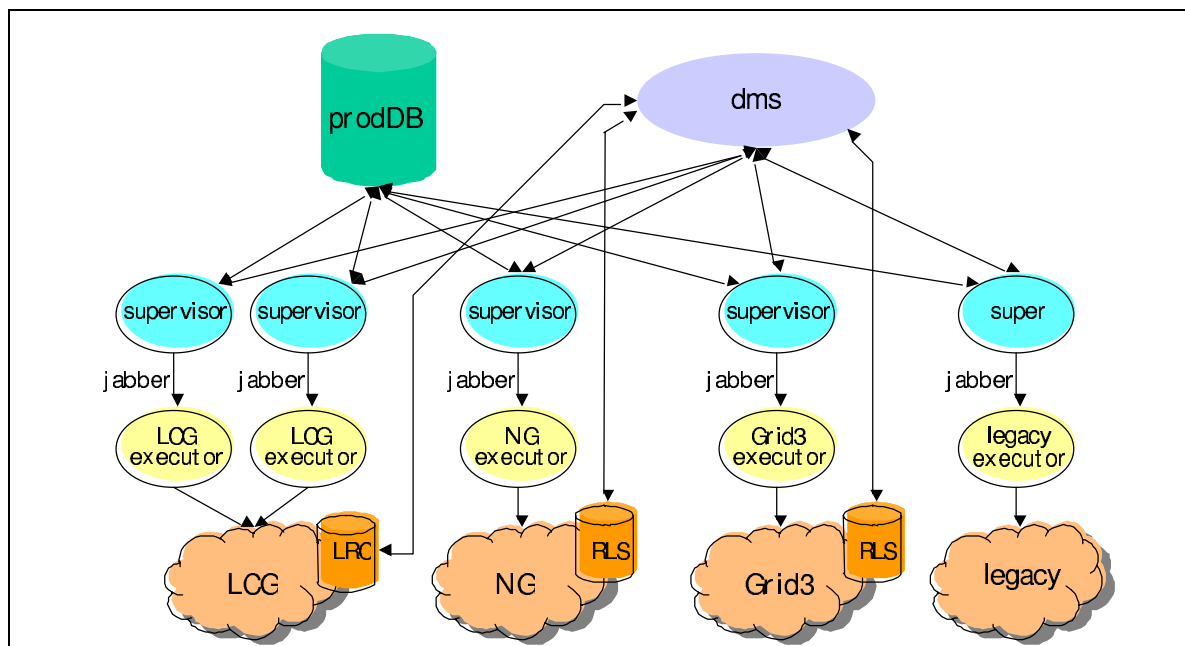 prodDB
dms
supervisor
supervisor
supervisor
supervisor
super
jabber
jabber
jabber
jabber
jabber
LCG
executor
LCG
executor
NG
executor
Grid3
executor
legacy
executor
LRC
RLS
RLS
LCG
NG
Grid3
legacy